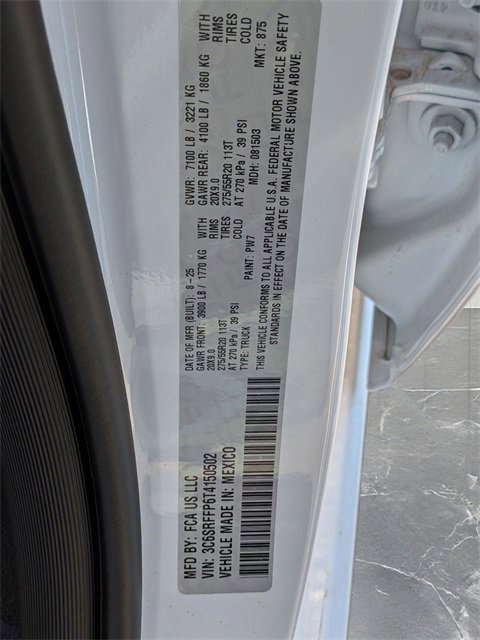 MFD BY: FCA US LLC
VIN: 3C6SRFFP6T4150502
VEHICLE MADE IN: MEXICO
DATE OF MFR (BUILT): 8-25 GVWR: 7100 LB / 3221 KG
GAWR FRONT: 3900 LB / 1770 KG WITH GAWR REAR: 4100 LB / 1860 KG WITH
20X9.0 RIMS 20X9.0 RIMS
275/55R20 113T TIRES 275/55R20 113T TIRES
AT 270 kPa / 39 PSI COLD AT 270 kPa / 39 PSI COLD
TYPE: TRUCK PAINT: PW7 MDH: 081503 MKT: 875
THIS VEHICLE CONFORMS TO ALL APPLICABLE U.S.A. FEDERAL MOTOR VEHICLE SAFETY
STANDARDS IN EFFECT ON THE DATE OF MANUFACTURE SHOWN ABOVE.